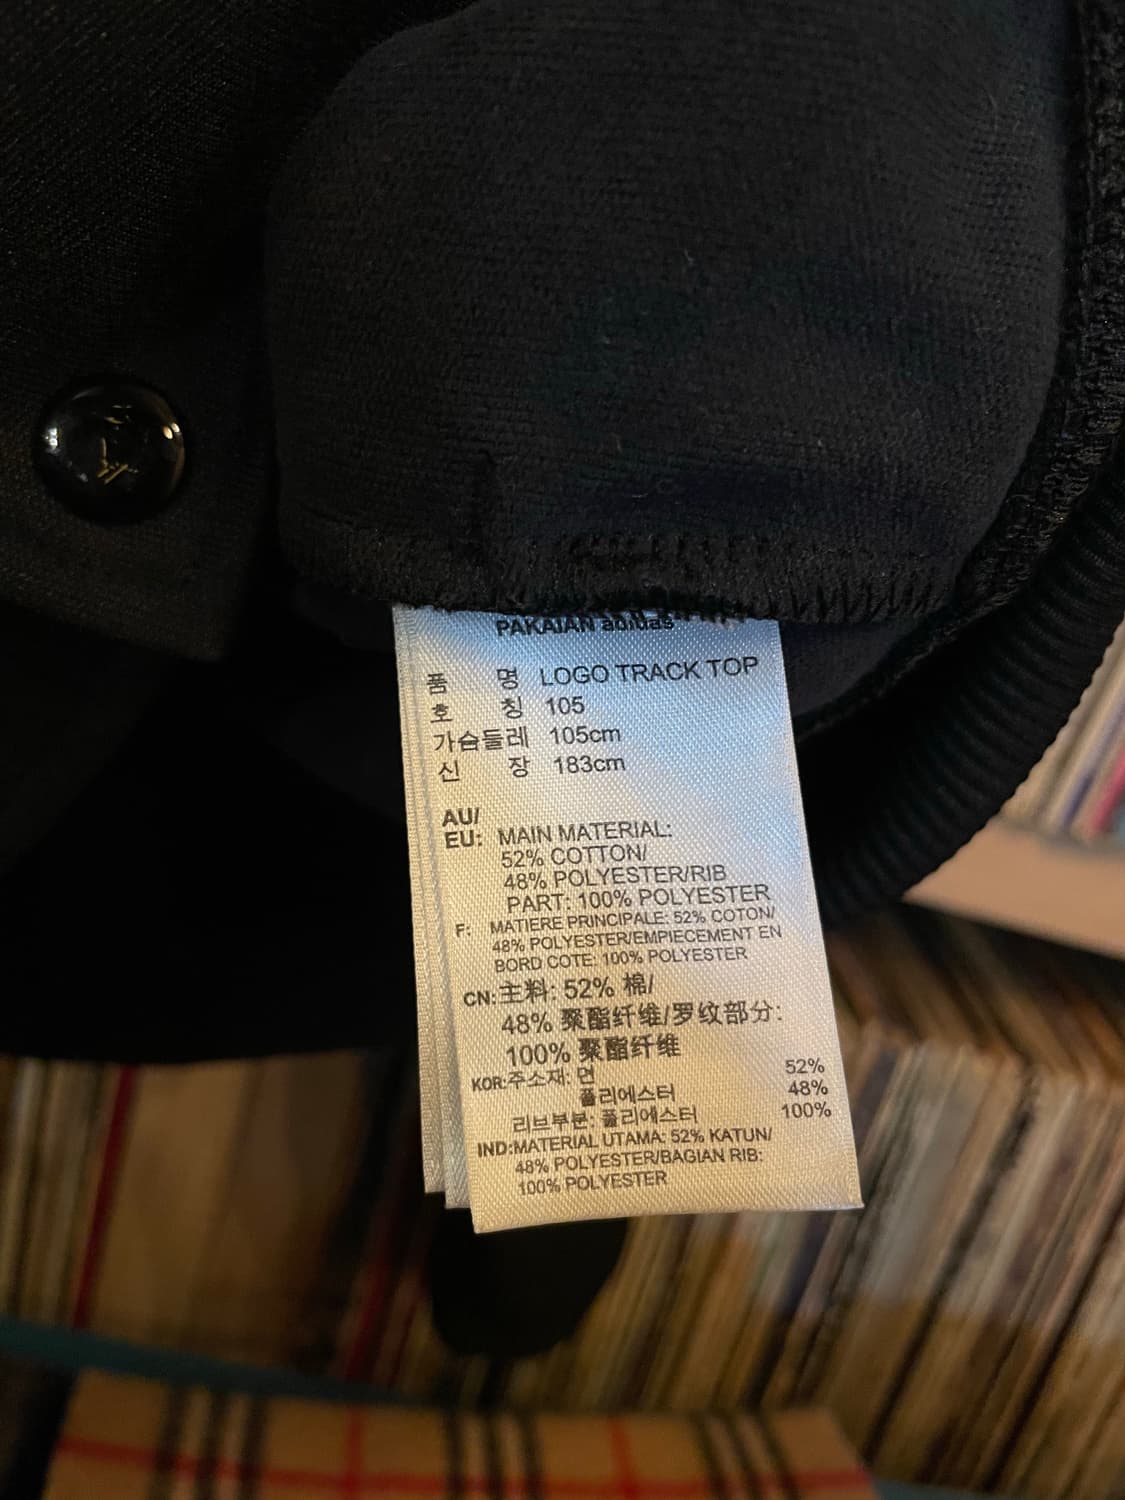 PAKAIAN adidas
품 명 LOGO TRACK TOP
호 칭 105
가슴둘레 105cm
신 장 183cm
AU/
EU: MAIN MATERIAL:
52% COTTON/
48% POLYESTER/RIB
PART: 100% POLYESTER
F: MATIERE PRINCIPALE: 52% COTON/
48% POLYESTER/EMPIECEMENT EN
BORD COTE: 100% POLYESTER
CN: 主料: 52% 棉/
48% 聚酯纤维/罗纹部分:
100% 聚酯纤维
KOR: 주소재: 면 52%
폴리에스터 48%
리브부분: 폴리에스터 100%
IND: MATERIAL UTAMA: 52% KATUN/
48% POLYESTER/BAGIAN RIB:
100% POLYESTER